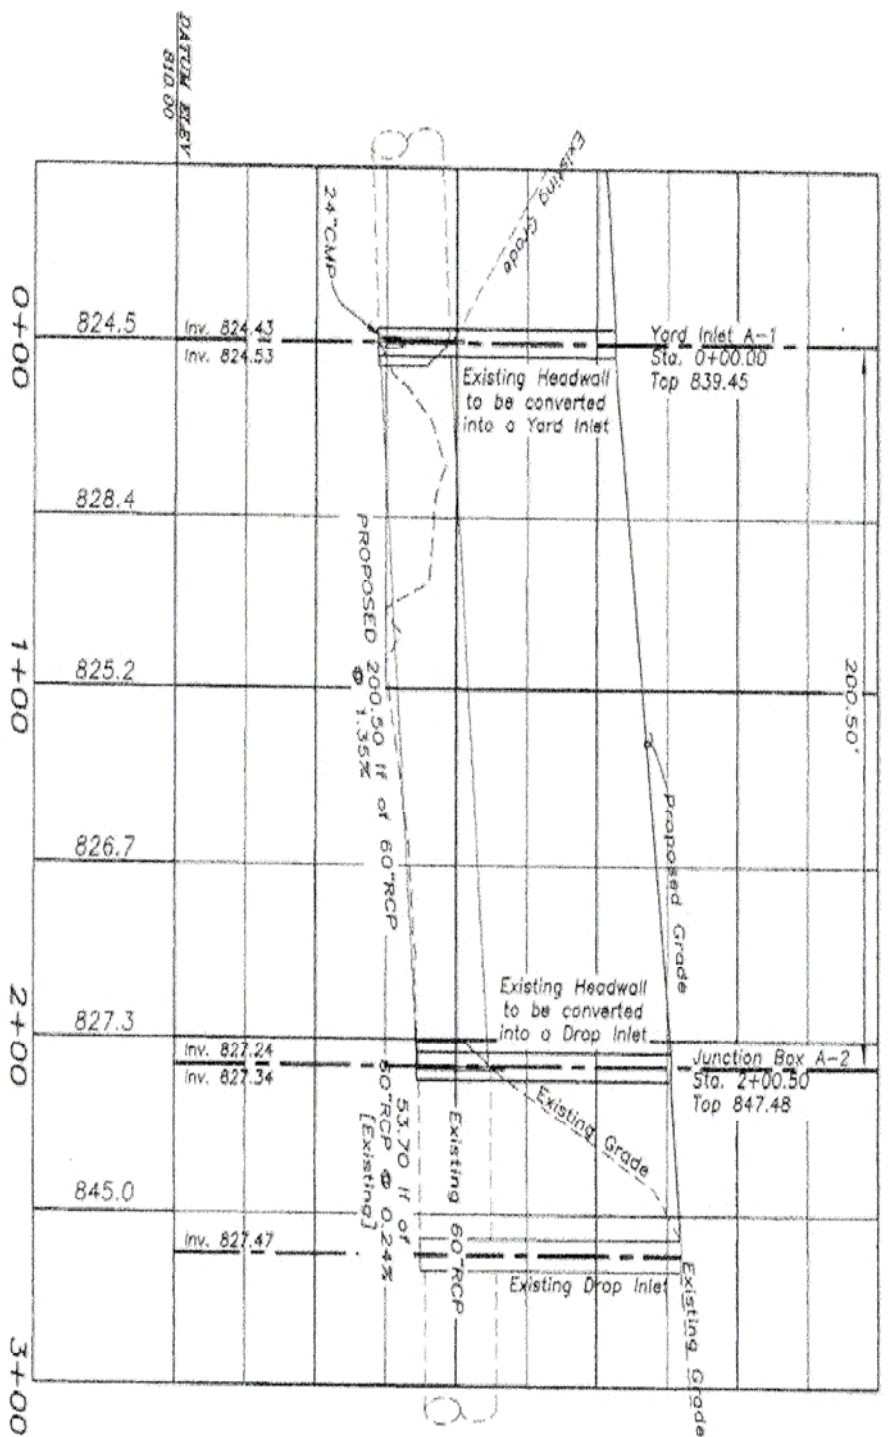 DATUM ELEV
810.00
Existing Grade
24"CMP
0+00
824.5
Inv. 824.43
Inv. 824.53
Yard Inlet A-1
Sta. 0+00.00
Top 839.45
Existing Headwall
to be converted
into a Yard Inlet
828.4
PROPOSED 200.50 lf of 60"RCP
@ 1.35%
200.50'
1+00
825.2
Proposed Grade
826.7
Existing Headwall
to be converted
into a Drop Inlet
2+00
827.3
Inv. 827.24
Inv. 827.34
Junction Box A-2
Sta. 2+00.50
Top 847.48
Existing Grade
Existing 60"RCP
53.70 lf of
60"RCP @ 0.24%
[Existing]
845.0
Inv. 827.47
Existing Drop Inlet
Existing Grade
3+00